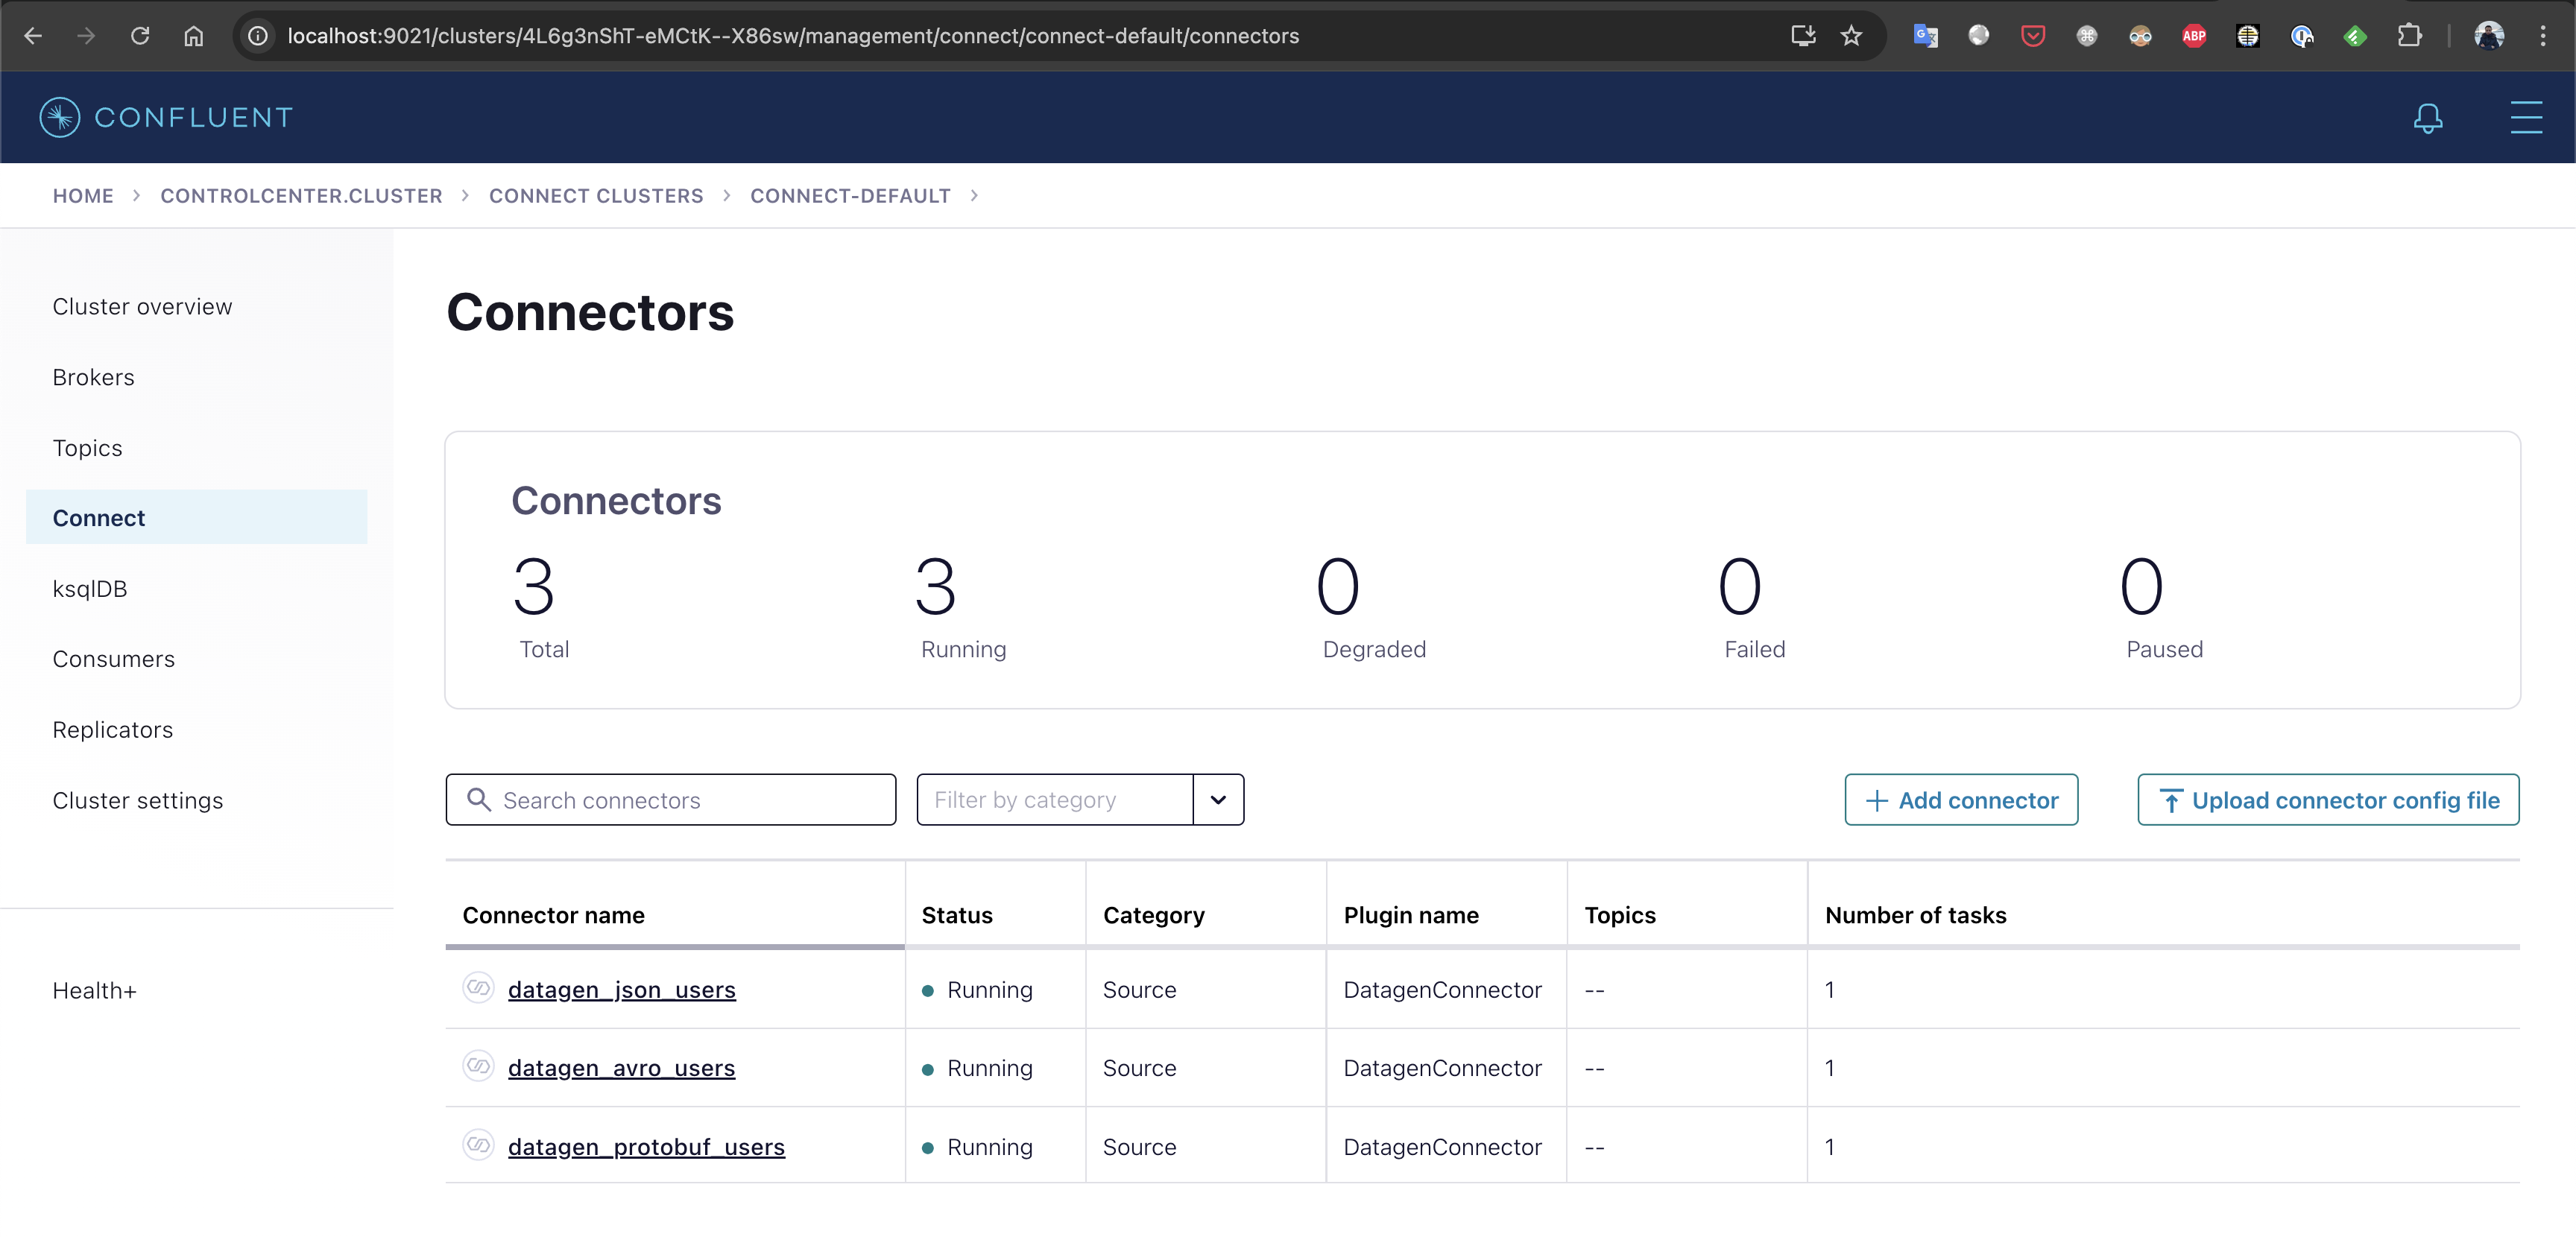 localhost:9021/clusters/4L6g3nShT-eMCtK--X86sw/management/connect/connect-default/connectors
ABP
CONFLUENT
HOME > CONTROLCENTER.CLUSTER > CONNECT CLUSTERS > CONNECT-DEFAULT >
Cluster overview
Brokers
Topics
Connect
ksqlDB
Consumers
Replicators
Cluster settings
Health+
Connectors
Connectors
3 3 0 0 0
Total Running Degraded Failed Paused
Search connectors Filter by category + Add connector Upload connector config file
Connector name Status Category Plugin name Topics Number of tasks
datagen_json_users Running Source DatagenConnector -- 1
datagen_avro_users Running Source DatagenConnector -- 1
datagen_protobuf_users Running Source DatagenConnector -- 1